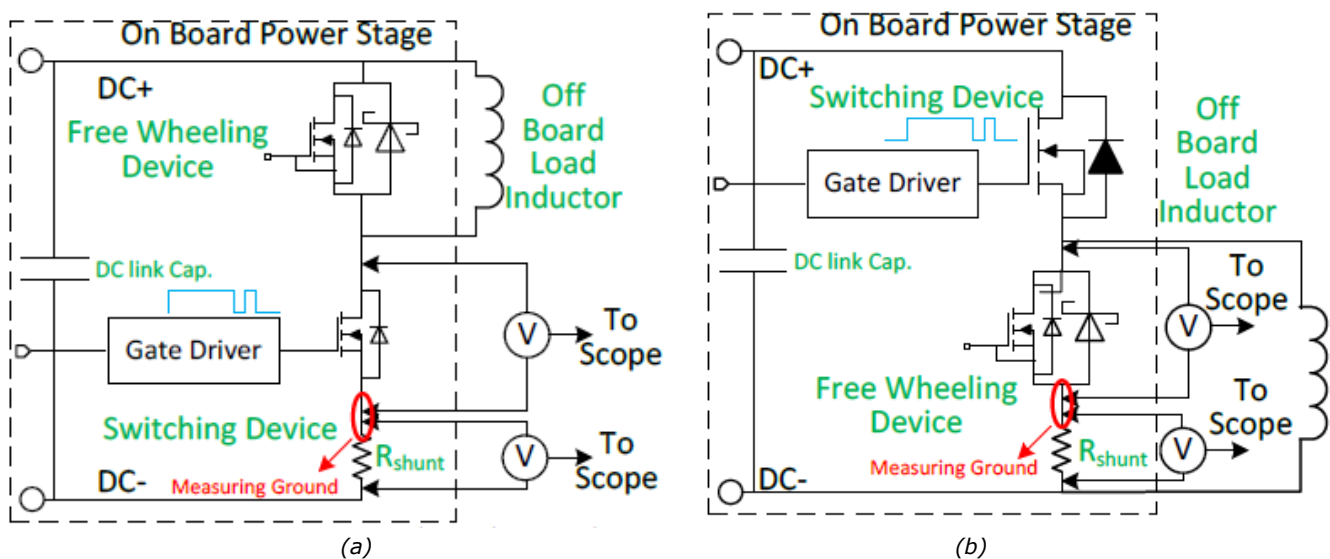 On Board Power Stage
DC+
Free Wheeling
Device
Off
Board
Load
Inductor
DC link Cap.
Gate Driver
V
To
Scope
Switching Device
Measuring Ground
Rshunt
V
To
Scope
DC-
(a)
On Board Power Stage
DC+
Switching Device
Off
Board
Load
Inductor
Gate Driver
DC link Cap.
To
Scope
V
Free Wheeling
Device
To
Scope
V
Measuring Ground
Rshunt
DC-
(b)